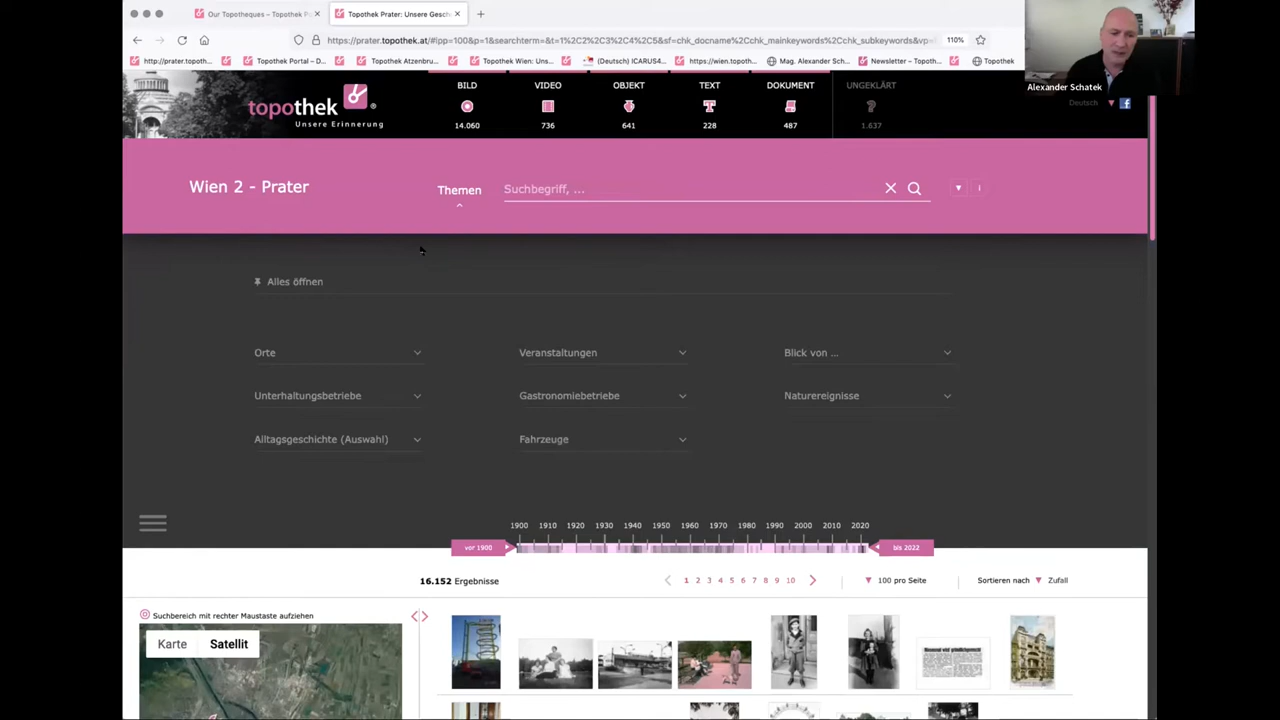 Our Topotheques – Topothek P
Topothek Prater: Unsere Gesch
https://prater.topothek.at/#ipp=100&p=1&searchterm=&t=1%2C2%2C3%2C4%2C5&sf=chk_docname%2Cchk_mainkeywords%2Cchk_subkeywords&vp=
110%
http://prater.topoth...
Topothek Portal – D...
Topothek Atzenbru...
Topothek Wien: Uns...
(Deutsch) ICARUS4...
https://wien.topoth...
Mag. Alexander Sch...
Newsletter – Topoth...
Topothek
Alexander Schatek
topothek
Unsere Erinnerung
BILD
14.060
VIDEO
736
OBJEKT
641
TEXT
228
DOKUMENT
487
UNGEKLÄRT
?
1.637
Deutsch
Wien 2 - Prater
Themen
Suchbegriff, ...
i
Alles öffnen
Orte
Veranstaltungen
Blick von ...
Unterhaltungsbetriebe
Gastronomiebetriebe
Naturereignisse
Alltagsgeschichte (Auswahl)
Fahrzeuge
1900 1910 1920 1930 1940 1950 1960 1970 1980 1990 2000 2010 2020
vor 1900
bis 2022
16.152 Ergebnisse
1 2 3 4 5 6 7 8 9 10
100 pro Seite
Sortieren nach
Zufall
Suchbereich mit rechter Maustaste aufziehen
Karte
Satellit